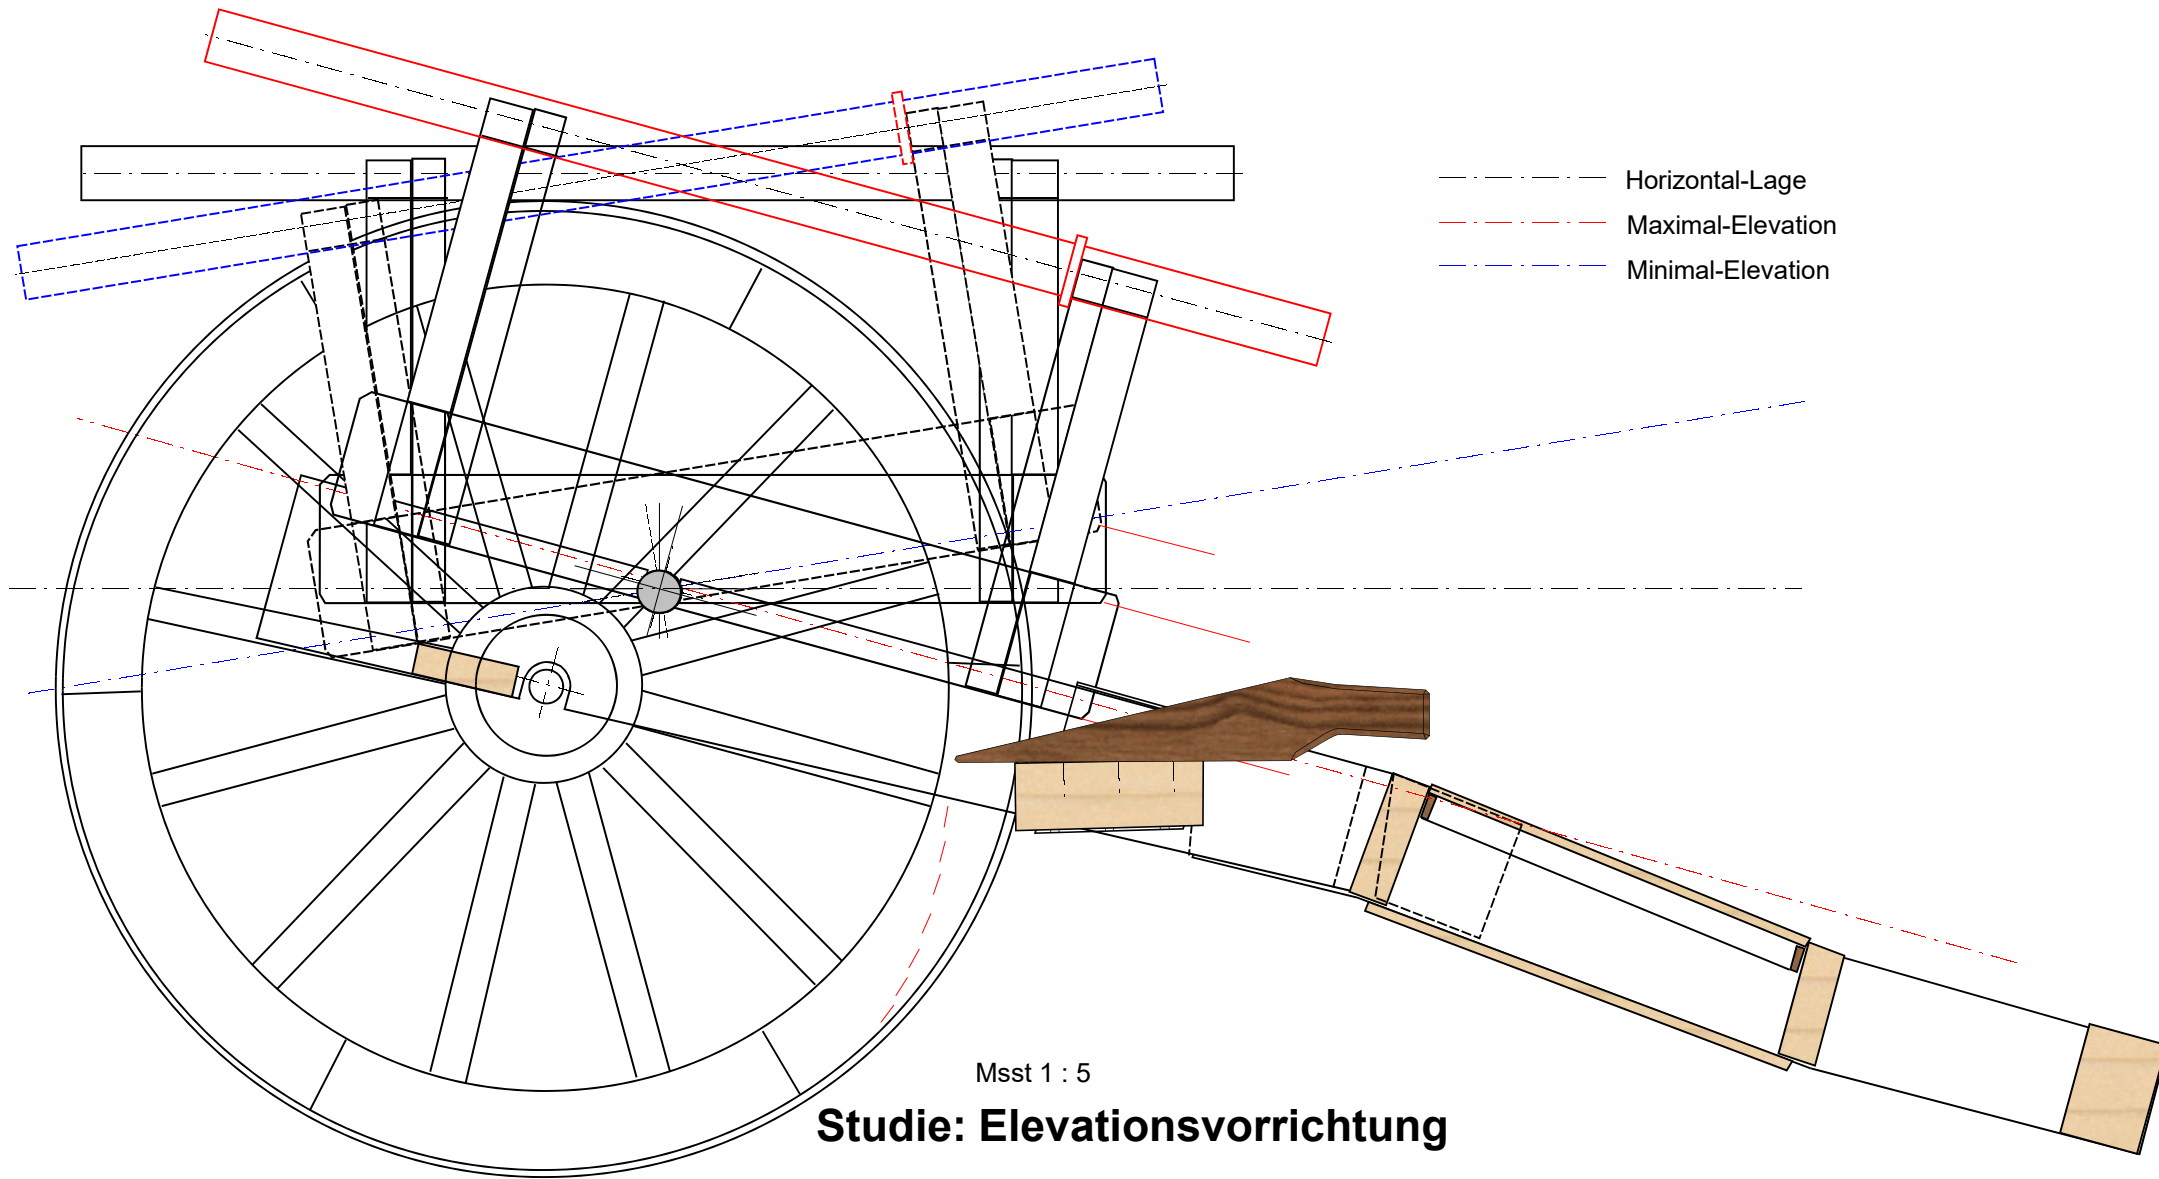 Horizontal-Lage
Maximal-Elevation
Minimal-Elevation
Msst 1 : 5
Studie: Elevationsvorrichtung